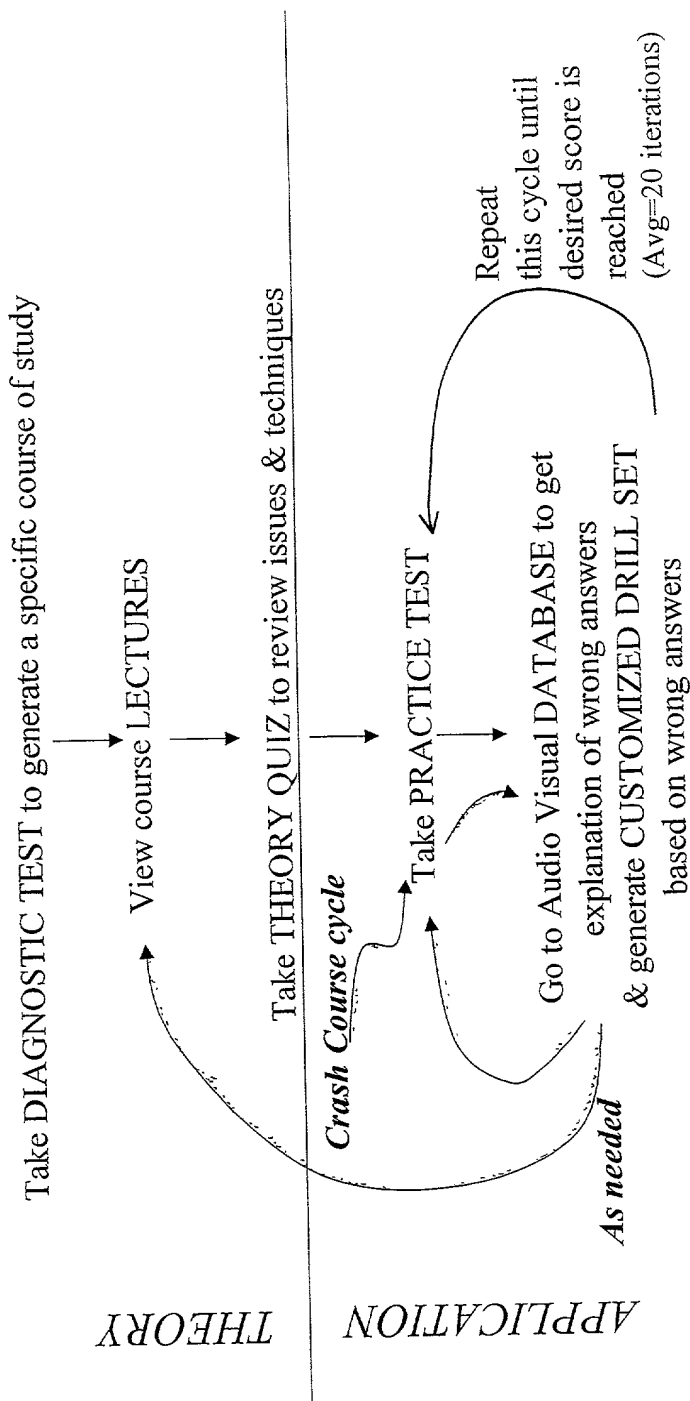 Take DIAGNOSTIC TEST to generate a specific course of study
View course LECTURES
THEORY
Take THEORY QUIZ to review issues & techniques
Crash Course cycle
Take PRACTICE TEST
APPLICATION
Repeat
this cycle until
desired score is
reached
(Avg=20 iterations)
Go to Audio Visual DATABASE to get
explanation of wrong answers
& generate CUSTOMIZED DRILL SET
based on wrong answers
As needed